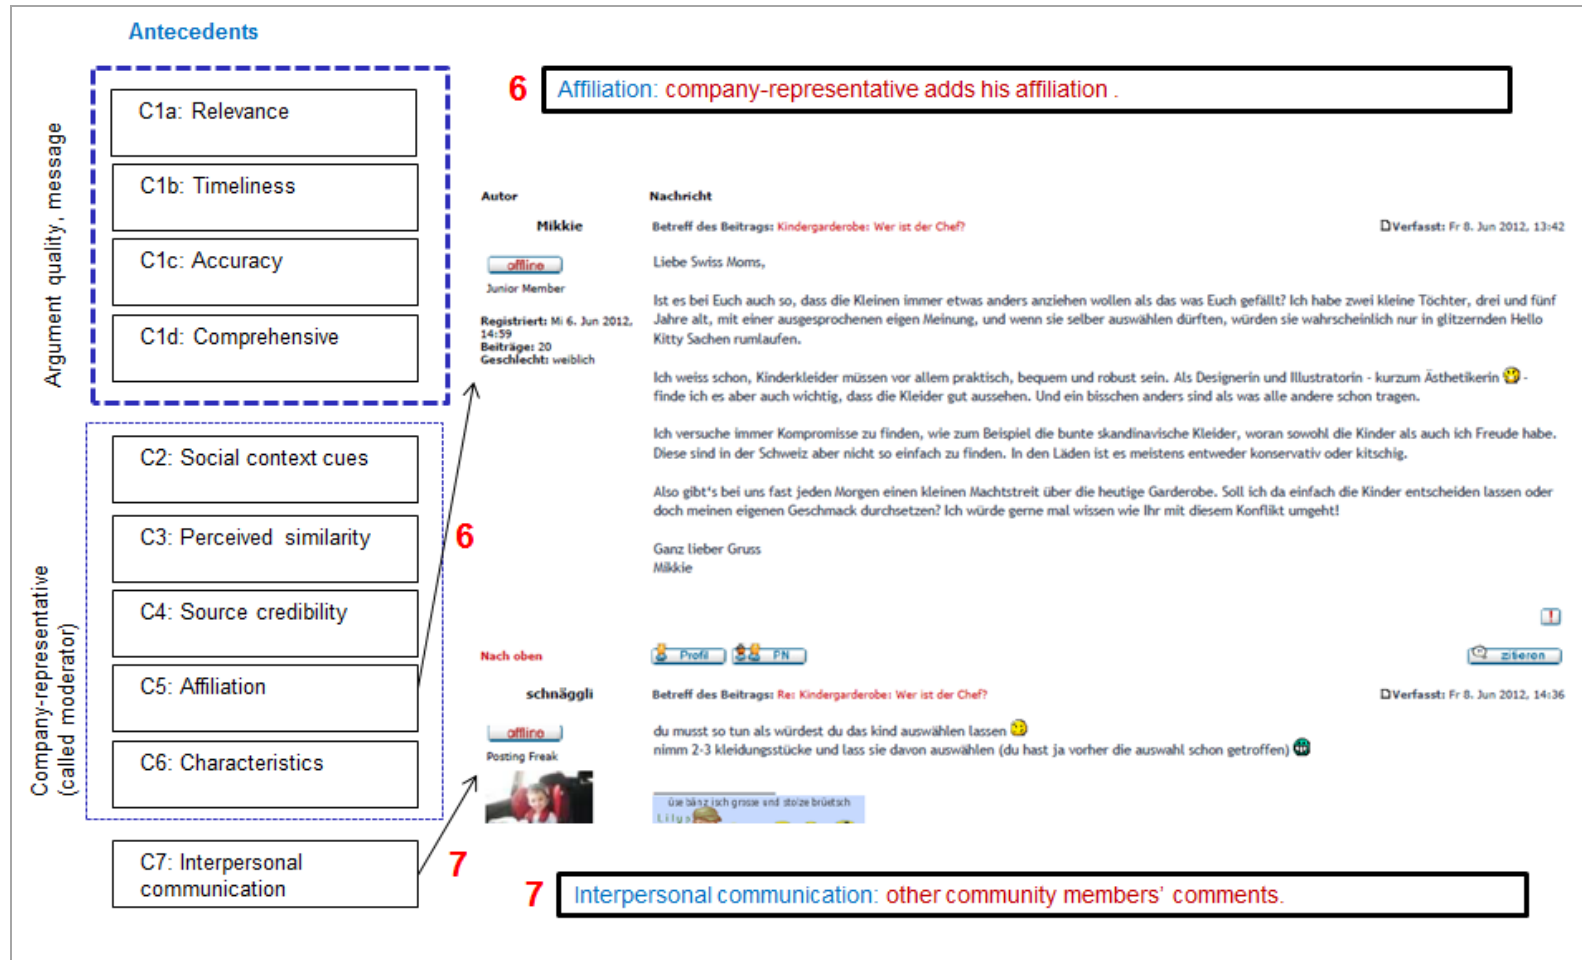 Antecedents
Argument quality, message
C1a: Relevance
C1b: Timeliness
C1c: Accuracy
C1d: Comprehensive
Company-representative
(called moderator)
C2: Social context cues
C3: Perceived similarity
C4: Source credibility
C5: Affiliation
C6: Characteristics
C7: Interpersonal
communication
6
7
6 Affiliation: company-representative adds his affiliation .
Autor Nachricht
Mikkie Betreff des Beitrags: Kindergarderobe: Wer ist der Chef? Verfasst: Fr 8. Jun 2012, 13:42
offline
Junior Member
Registriert: Mi 6. Jun 2012,
14:59
Beiträge: 20
Geschlecht: weiblich
Liebe Swiss Moms,
Ist es bei Euch auch so, dass die Kleinen immer etwas anders anziehen wollen als das was Euch gefällt? Ich habe zwei kleine Töchter, drei und fünf
Jahre alt, mit einer ausgesprochenen eigen Meinung, und wenn sie selber auswählen dürften, würden sie wahrscheinlich nur in glitzernden Hello
Kitty Sachen rumlaufen.
Ich weiss schon, Kinderkleider müssen vor allem praktisch, bequem und robust sein. Als Designerin und Illustratorin - kurzum Ästhetikerin -
finde ich es aber auch wichtig, dass die Kleider gut aussehen. Und ein bisschen anders sind als was alle andere schon tragen.
Ich versuche immer Kompromisse zu finden, wie zum Beispiel die bunte skandinavische Kleider, woran sowohl die Kinder als auch ich Freude habe.
Diese sind in der Schweiz aber nicht so einfach zu finden. In den Läden ist es meistens entweder konservativ oder kitschig.
Also gibt's bei uns fast jeden Morgen einen kleinen Machtstreit über die heutige Garderobe. Soll ich da einfach die Kinder entscheiden lassen oder
doch meinen eigenen Geschmack durchsetzen? Ich würde gerne mal wissen wie Ihr mit diesem Konflikt umgeht!
Ganz lieber Gruss
Mikkie
!
Nach oben Profil PN zitieren
schnäggli Betreff des Beitrags: Re: Kindergarderobe: Wer ist der Chef? Verfasst: Fr 8. Jun 2012, 14:36
offline
Posting Freak
du musst so tun als würdest du das kind auswählen lassen
nimm 2-3 kleidungsstücke und lass sie davon auswählen (du hast ja vorher die auswahl schon getroffen)
üse bänz isch grosse und stolze brüetsch
7 Interpersonal communication: other community members' comments.